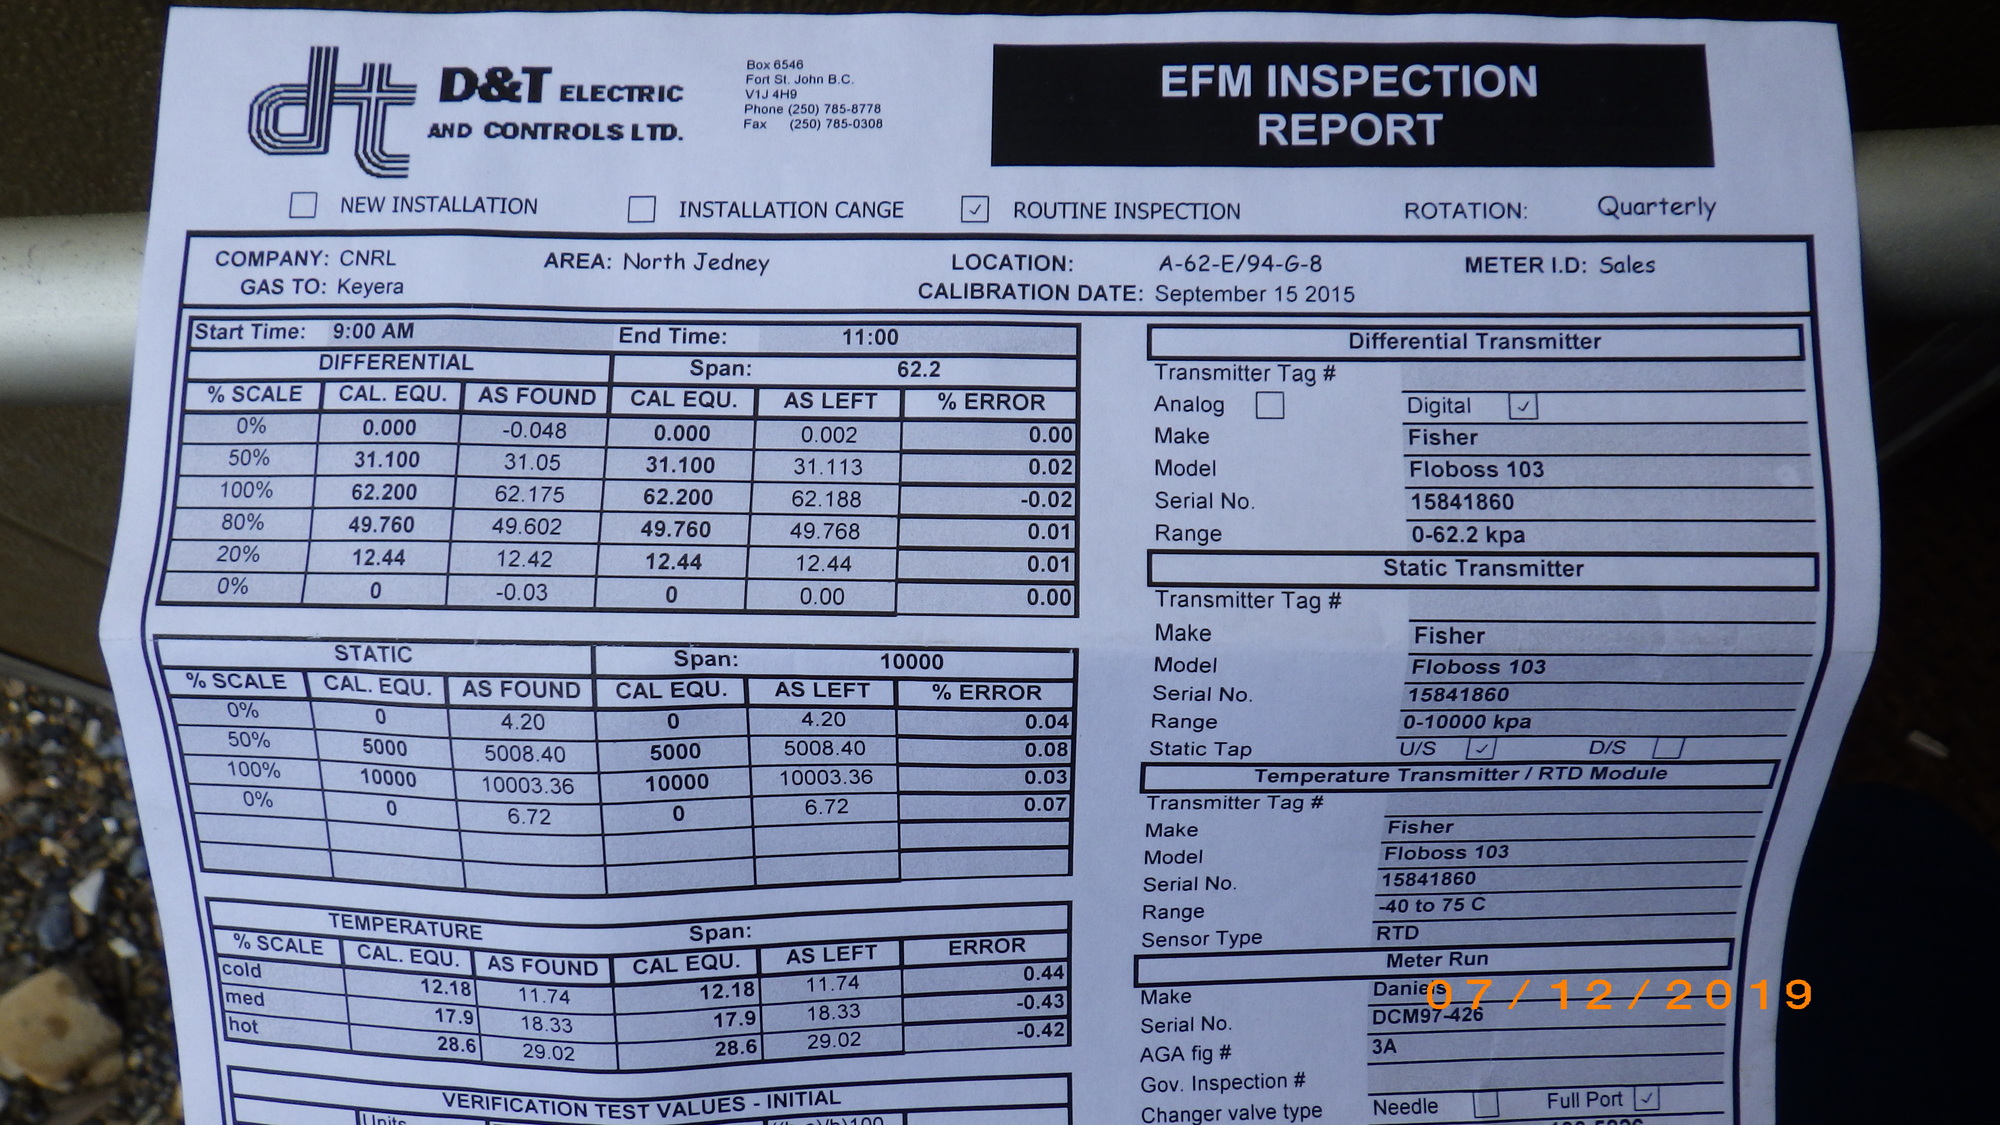 dt D&T ELECTRIC
AND CONTROLS LTD.
Box 6546
Fort St. John B.C.
V1J 4H9
Phone (250) 785-8778
Fax (250) 785-0308
EFM INSPECTION
REPORT
NEW INSTALLATION INSTALLATION CANGE ✓ ROUTINE INSPECTION ROTATION: Quarterly
COMPANY: CNRL AREA: North Jedney LOCATION: A-62-E/94-G-8 METER I.D: Sales
GAS TO: Keyera CALIBRATION DATE: September 15 2015
Start Time: 9:00 AM End Time: 11:00
DIFFERENTIAL Span: 62.2
% SCALE CAL. EQU. AS FOUND CAL EQU. AS LEFT % ERROR
0% 0.000 -0.048 0.000 0.002 0.00
50% 31.100 31.05 31.100 31.113 0.02
100% 62.200 62.175 62.200 62.188 -0.02
80% 49.760 49.602 49.760 49.768 0.01
20% 12.44 12.42 12.44 12.44 0.01
0% 0 -0.03 0 0.00 0.00
STATIC Span: 10000
% SCALE CAL. EQU. AS FOUND CAL EQU. AS LEFT % ERROR
0% 0 4.20 0 4.20 0.04
50% 5000 5008.40 5000 5008.40 0.08
100% 10000 10003.36 10000 10003.36 0.03
0% 0 6.72 0 6.72 0.07
TEMPERATURE Span:
% SCALE CAL. EQU. AS FOUND CAL EQU. AS LEFT ERROR
cold 12.18 11.74 12.18 11.74 0.44
med 17.9 18.33 17.9 18.33 -0.43
hot 28.6 29.02 28.6 29.02 -0.42
VERIFICATION TEST VALUES - INITIAL
Units
Differential Transmitter
Transmitter Tag #
Analog Digital ✓
Make Fisher
Model Floboss 103
Serial No. 15841860
Range 0-62.2 kpa
Static Transmitter
Transmitter Tag #
Make Fisher
Model Floboss 103
Serial No. 15841860
Range 0-10000 kpa
Static Tap U/S ✓ D/S
Temperature Transmitter / RTD Module
Transmitter Tag #
Make Fisher
Model Floboss 103
Serial No. 15841860
Range -40 to 75 C
Sensor Type RTD
Meter Run
Make Daniels
Serial No. DCM97-426
AGA fig # 3A
Gov. Inspection #
Changer valve type Needle Full Port ✓
07/12/2019